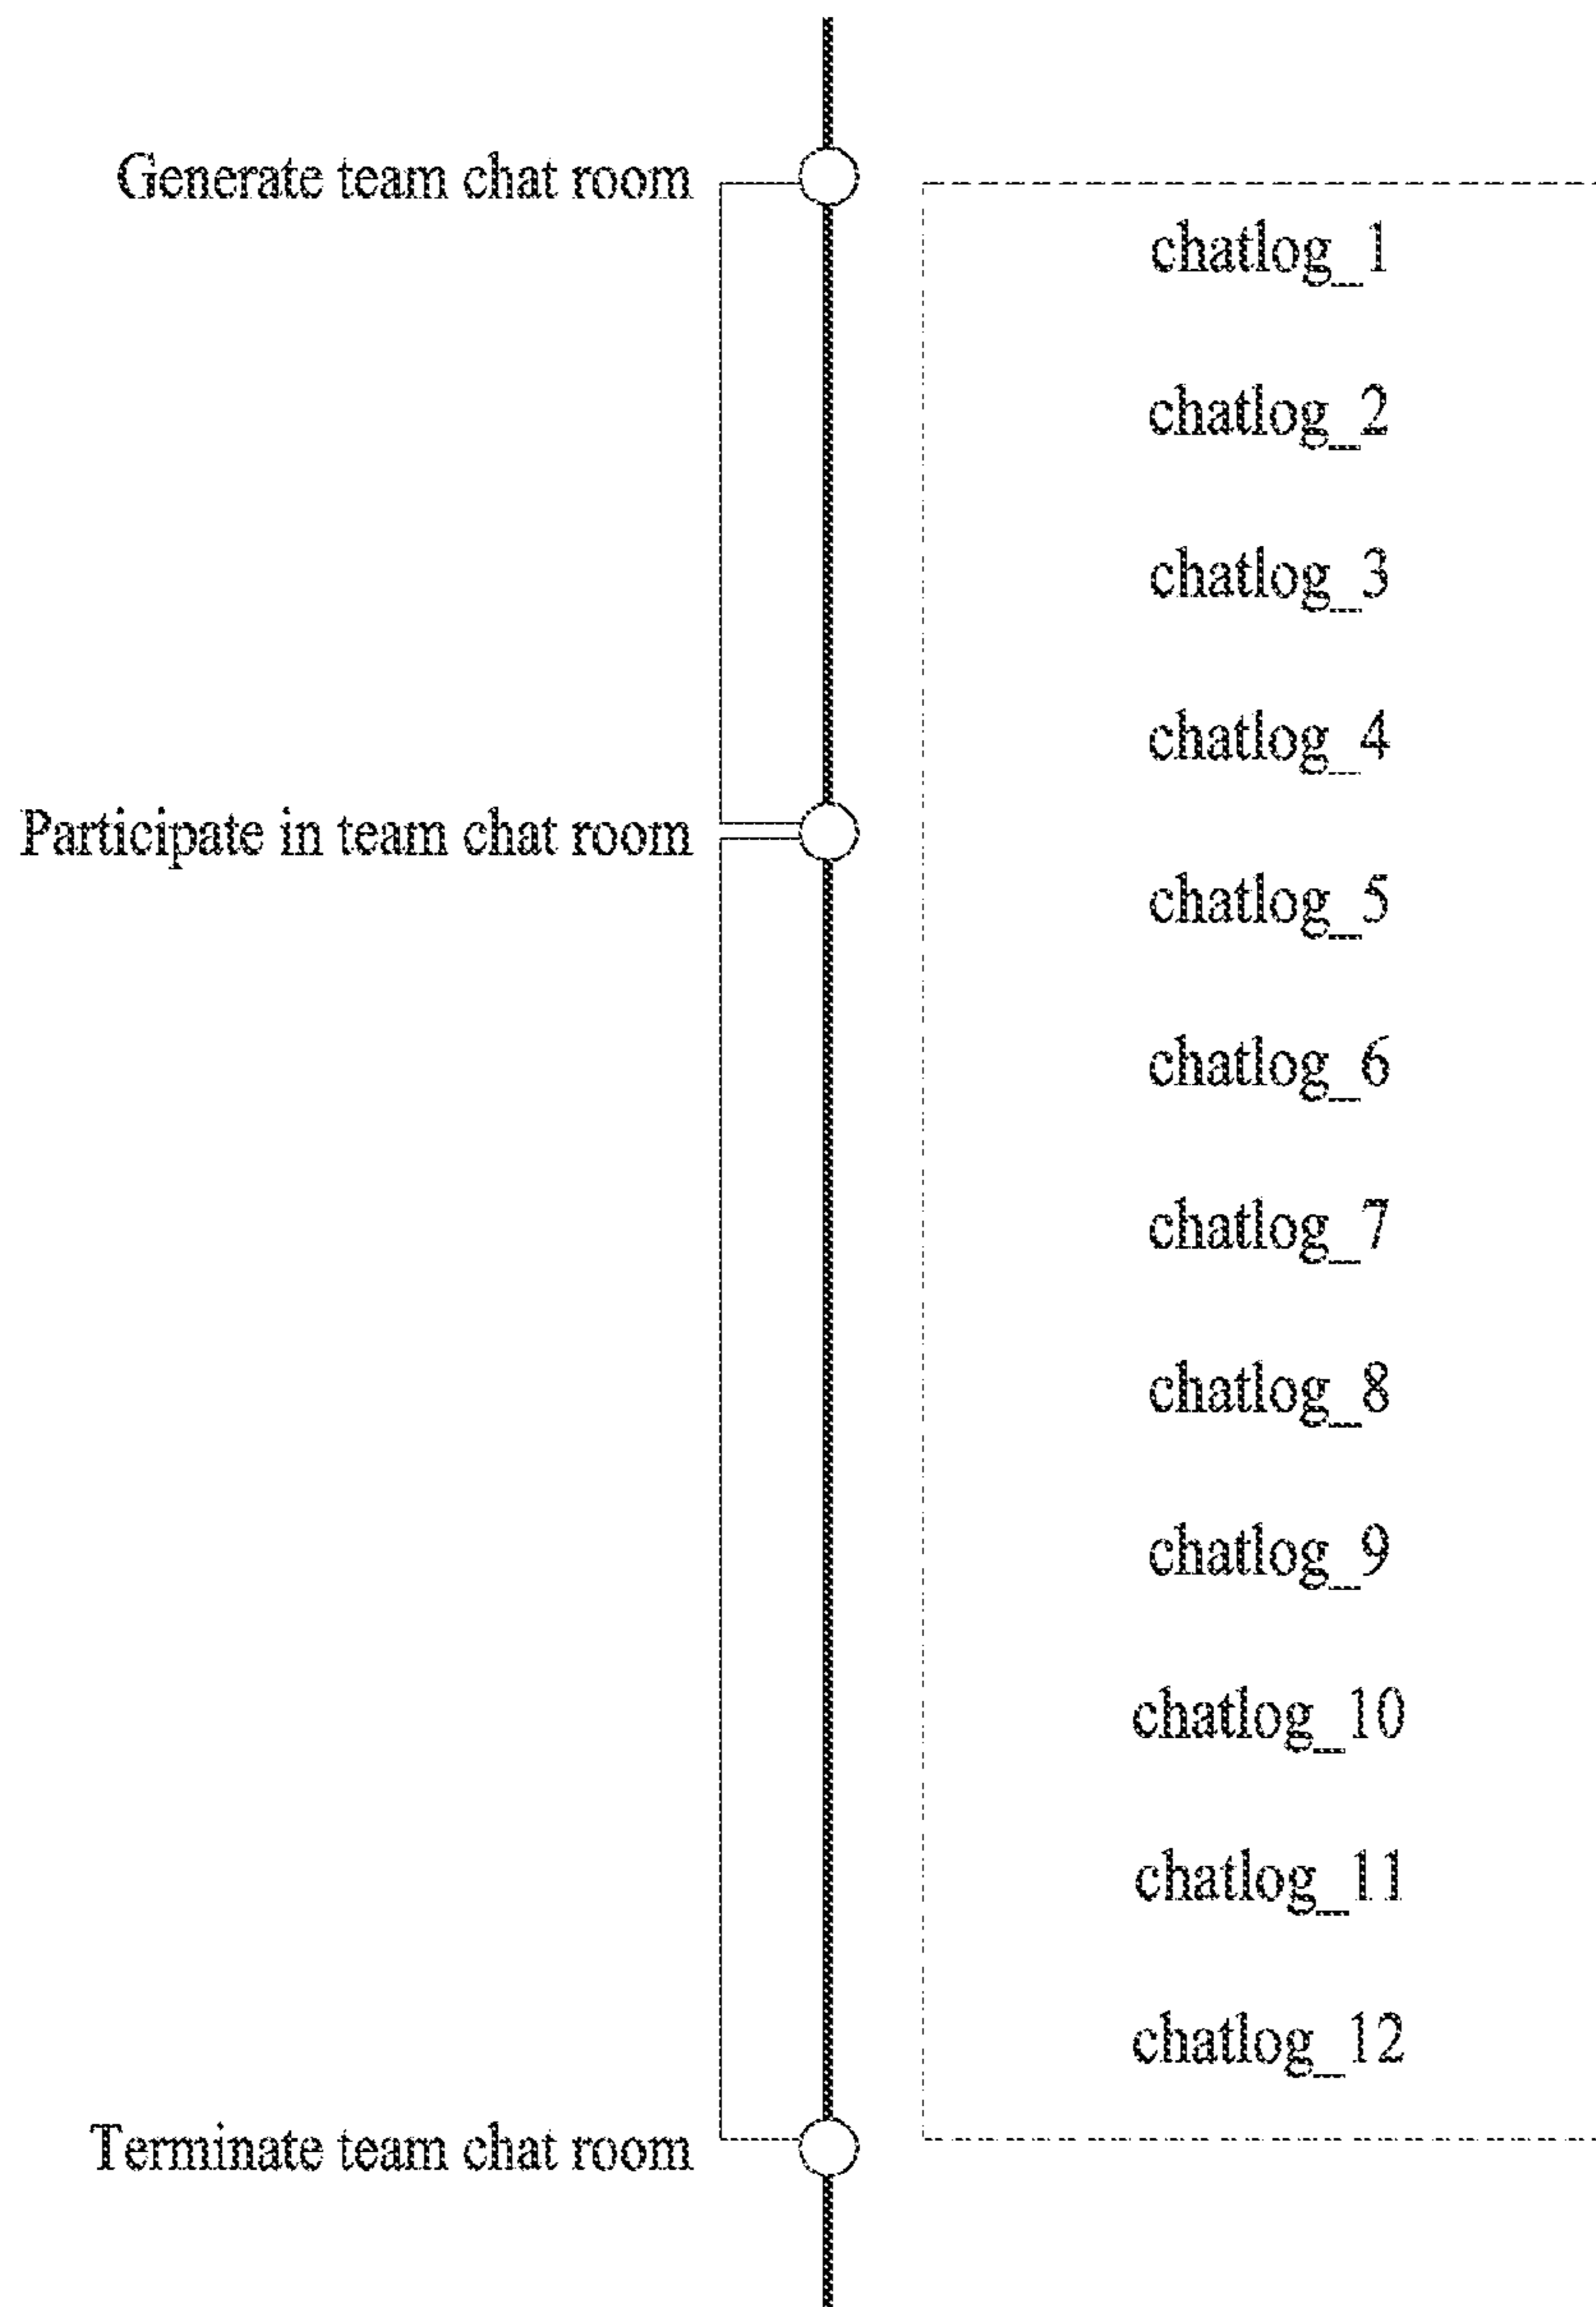 Generate team chat room
chatlog_1
chatlog_2
chatlog_3
chatlog_4
Participate in team chat room
chatlog_5
chatlog_6
chatlog_7
chatlog_8
chatlog_9
chatlog_10
chatlog_11
chatlog_12
Terminate team chat room